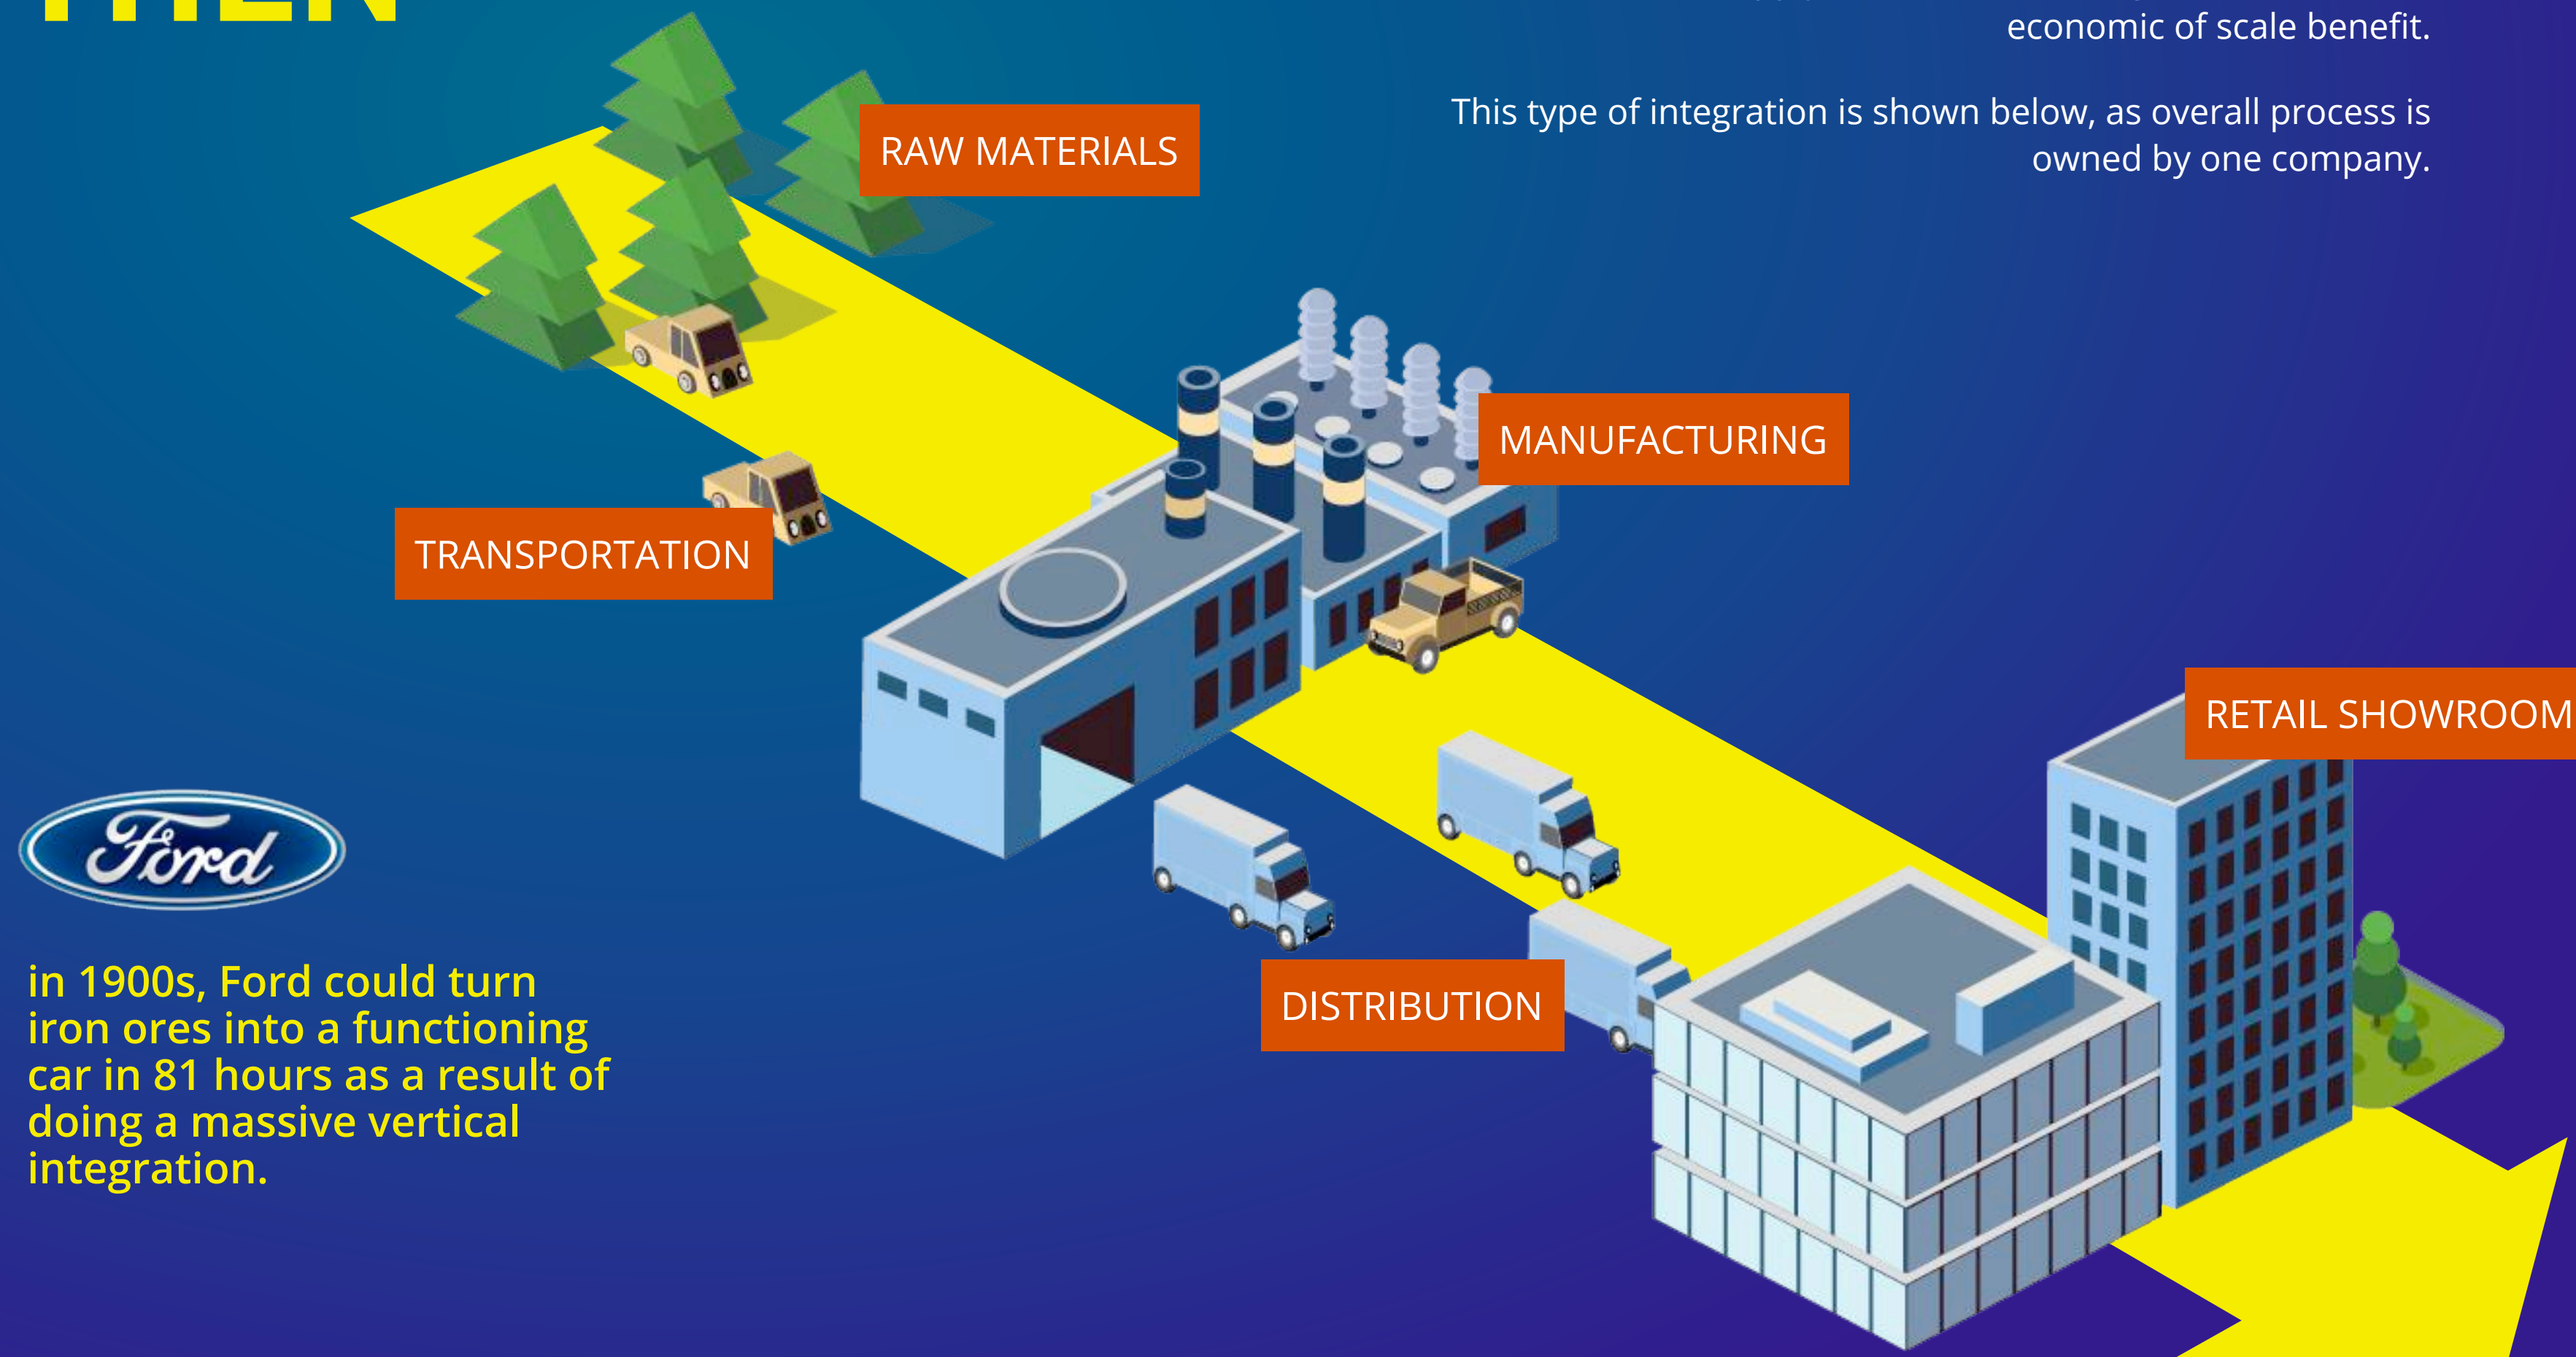 THEN
economic of scale benefit.
This type of integration is shown below, as overall process is
owned by one company.
RAW MATERIALS
MANUFACTURING
TRANSPORTATION
RETAIL SHOWROOM
Ford
DISTRIBUTION
in 1900s, Ford could turn
iron ores into a functioning
car in 81 hours as a result of
doing a massive vertical
integration.